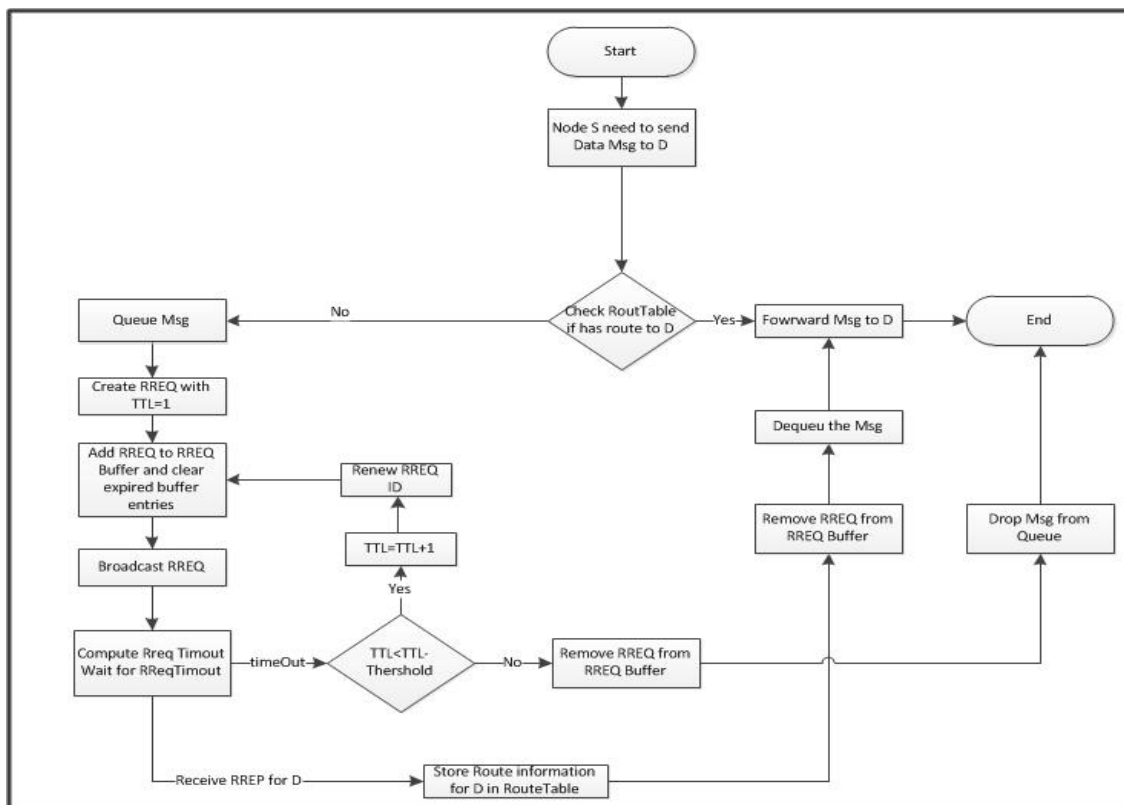 Start
Node S need to send
Data Msg to D
Check RoutTable
if has route to D
No
Yes
Queue Msg
Fowrward Msg to D
End
Create RREQ with
TTL=1
Add RREQ to RREQ
Buffer and clear
expired buffer
entries
Renew RREQ
ID
Dequeu the Msg
TTL=TTL+1
Remove RREQ from
RREQ Buffer
Drop Msg from
Queue
Broadcast RREQ
Yes
Compute Rreq Timout
Wait for RReqTimout
timeOut
TTL<TTL-
Thershold
No
Remove RREQ from
RREQ Buffer
Receive RREP for D
Store Route information
for D in RouteTable